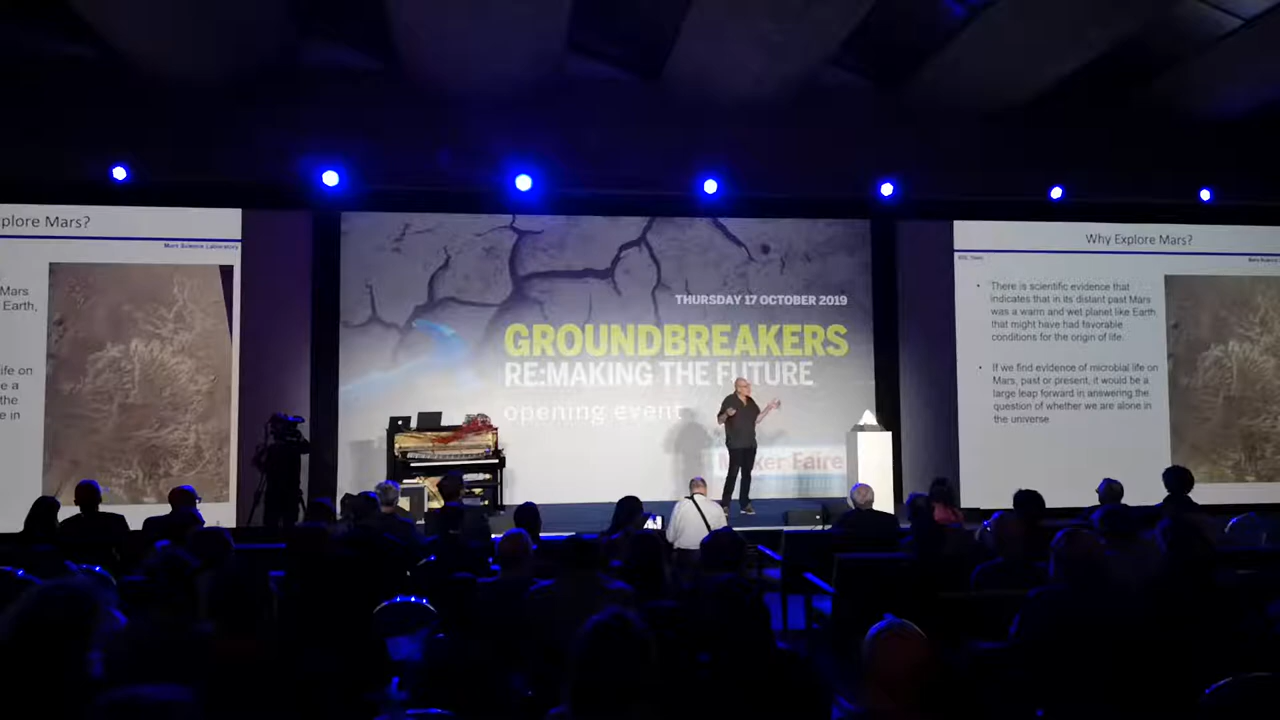 plore Mars?
Mars Science Laboratory
Mars
Earth,
ife on
e a
the
e in
THURSDAY 17 OCTOBER 2019
GROUNDBREAKERS
RE:MAKING THE FUTURE
opening event
Maker Faire
Why Explore Mars?
• There is scientific evidence that
indicates that in its distant past Mars
was a warm and wet planet like Earth,
that might have had favorable
conditions for the origin of life.
• If we find evidence of microbial life on
Mars, past or present, it would be a
large leap forward in answering the
question of whether we are alone in
the universe